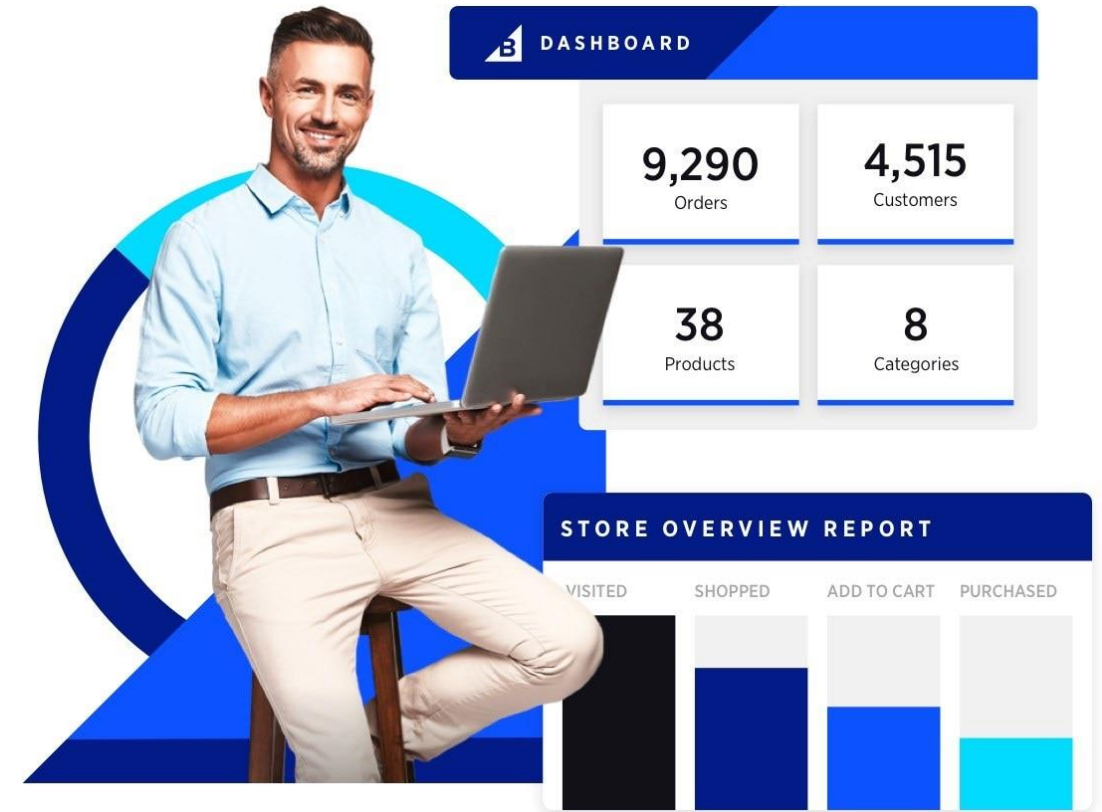 B DASHBOARD
9,290
Orders
4,515
Customers
38
Products
8
Categories
STORE OVERVIEW REPORT
VISITED SHOPPED ADD TO CART PURCHASED